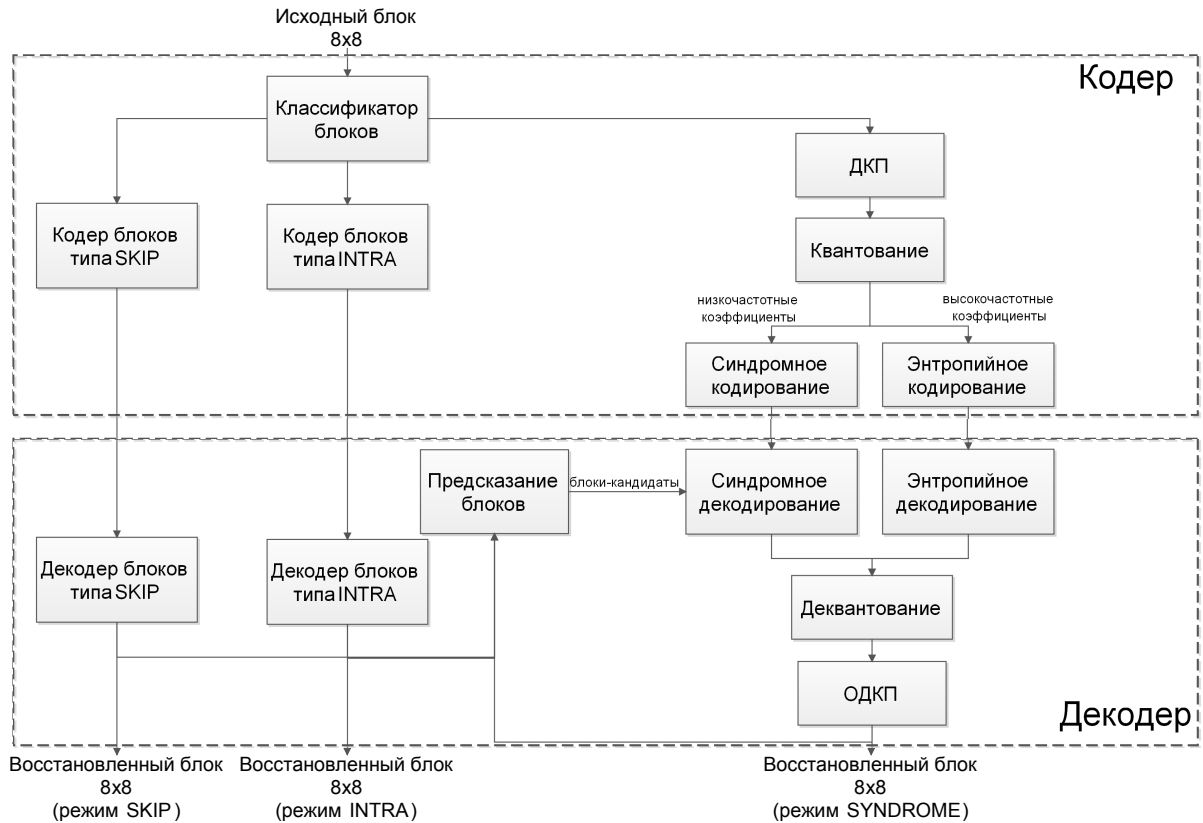 Исходный блок
8x8
Кодер
Классификатор
блоков
ДКП
Кодер блоков
типа SKIP
Кодер блоков
типа INTRA
Квантование
низкочастотные
коэффициенты
высокочастотные
коэффициенты
Синдромное
кодирование
Энтропийное
кодирование
Предсказание
блоков
блоки-кандидаты
Синдромное
декодирование
Энтропийное
декодирование
Декодер блоков
типа SKIP
Декодер блоков
типа INTRA
Деквантование
ОДКП
Декодер
Восстановленный блок
8x8
(режим SKIP)
Восстановленный блок
8x8
(режим INTRA)
Восстановленный блок
8x8
(режим SYNDROME)